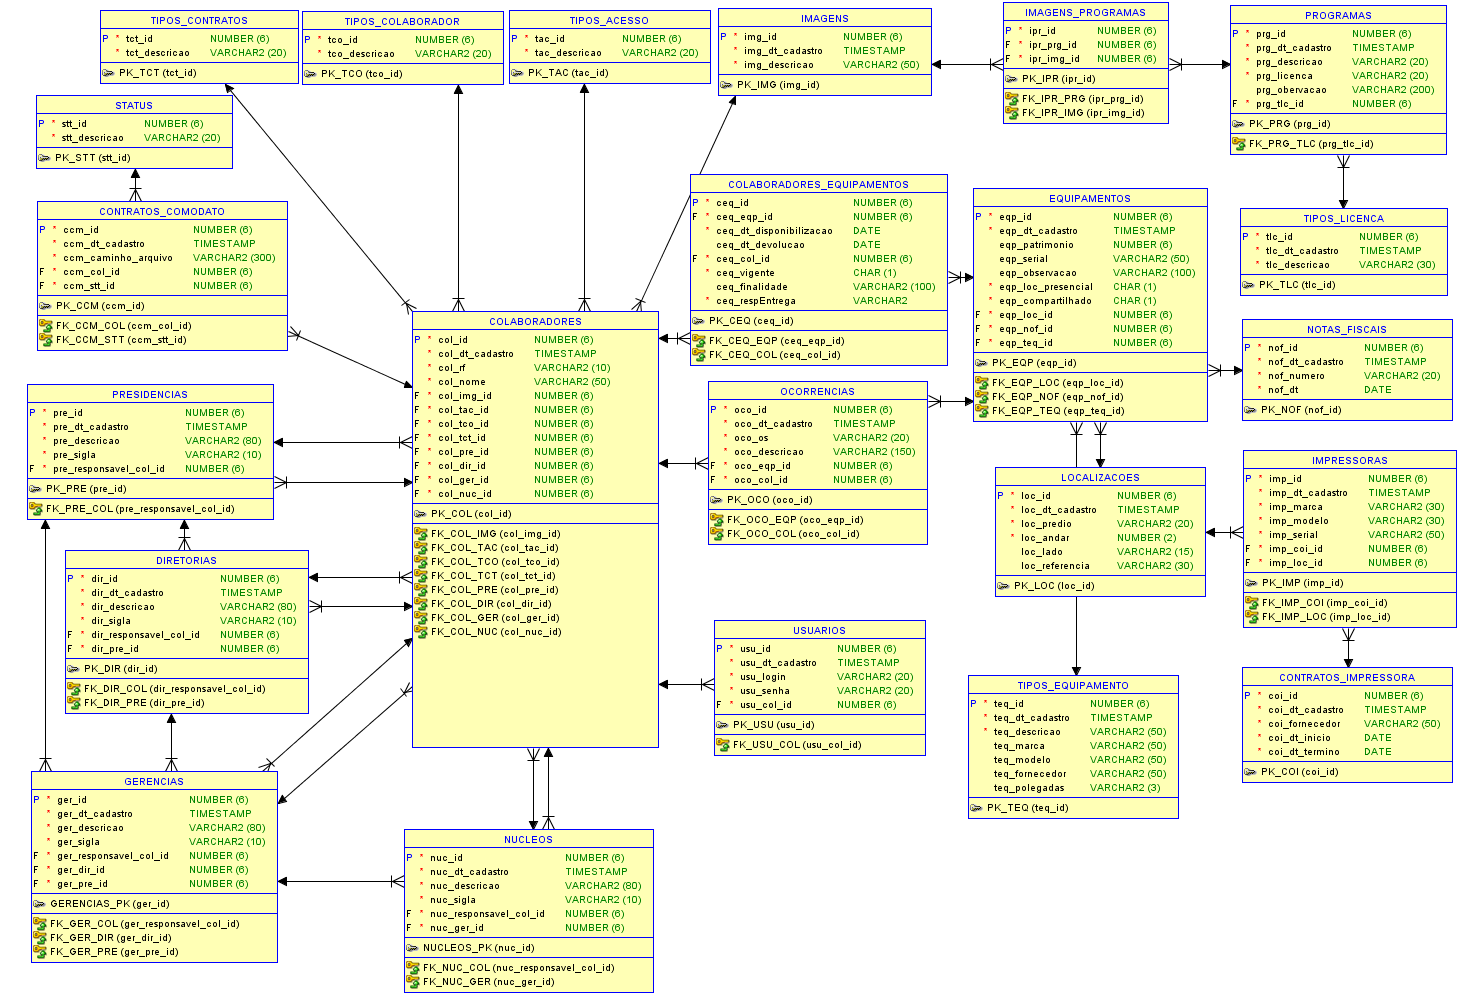 TIPOS_CONTRATOS
P * tct_id NUMBER (6)
* tct_descricao VARCHAR2 (20)
PK_TCT (tct_id)
TIPOS_COLABORADOR
P * tco_id NUMBER (6)
* tco_descricao VARCHAR2 (20)
PK_TCO (tco_id)
TIPOS_ACESSO
P * tac_id NUMBER (6)
* tac_descricao VARCHAR2 (20)
PK_TAC (tac_id)
IMAGENS
P * img_id NUMBER (6)
* img_dt_cadastro TIMESTAMP
* img_descricao VARCHAR2 (50)
PK_IMG (img_id)
IMAGENS_PROGRAMAS
P * ipr_id NUMBER (6)
F * ipr_prg_id NUMBER (6)
F * ipr_img_id NUMBER (6)
PK_IPR (ipr_id)
FK_IPR_PRG (ipr_prg_id)
FK_IPR_IMG (ipr_img_id)
PROGRAMAS
P * prg_id NUMBER (6)
* prg_dt_cadastro TIMESTAMP
* prg_descricao VARCHAR2 (20)
* prg_licenca VARCHAR2 (20)
prg_obervacao VARCHAR2 (200)
F * prg_tlc_id NUMBER (6)
PK_PRG (prg_id)
FK_PRG_TLC (prg_tlc_id)
STATUS
P * stt_id NUMBER (6)
* stt_descricao VARCHAR2 (20)
PK_STT (stt_id)
CONTRATOS_COMODATO
P * ccm_id NUMBER (6)
* ccm_dt_cadastro TIMESTAMP
* ccm_caminho_arquivo VARCHAR2 (300)
F * ccm_col_id NUMBER (6)
F * ccm_stt_id NUMBER (6)
PK_CCM (ccm_id)
FK_CCM_COL (ccm_col_id)
FK_CCM_STT (ccm_stt_id)
COLABORADORES_EQUIPAMENTOS
P * ceq_id NUMBER (6)
F * ceq_eqp_id NUMBER (6)
* ceq_dt_disponibilizacao DATE
ceq_dt_devolucao DATE
F * ceq_col_id NUMBER (6)
* ceq_vigente CHAR (1)
ceq_finalidade VARCHAR2 (100)
* ceq_respEntrega VARCHAR2
PK_CEQ (ceq_id)
FK_CEQ_EQP (ceq_eqp_id)
FK_CEQ_COL (ceq_col_id)
EQUIPAMENTOS
P * eqp_id NUMBER (6)
* eqp_dt_cadastro TIMESTAMP
eqp_patrimonio NUMBER (6)
eqp_serial VARCHAR2 (50)
eqp_observacao VARCHAR2 (100)
* eqp_loc_presencial CHAR (1)
* eqp_compartilhado CHAR (1)
F * eqp_loc_id NUMBER (6)
F * eqp_nof_id NUMBER (6)
F * eqp_teq_id NUMBER (6)
PK_EQP (eqp_id)
FK_EQP_LOC (eqp_loc_id)
FK_EQP_NOF (eqp_nof_id)
FK_EQP_TEQ (eqp_teq_id)
TIPOS_LICENCA
P * tlc_id NUMBER (6)
* tlc_dt_cadastro TIMESTAMP
* tlc_descricao VARCHAR2 (30)
PK_TLC (tlc_id)
COLABORADORES
P * col_id NUMBER (6)
* col_dt_cadastro TIMESTAMP
* col_rf VARCHAR2 (10)
* col_nome VARCHAR2 (50)
F * col_img_id NUMBER (6)
F * col_tac_id NUMBER (6)
F * col_tco_id NUMBER (6)
F * col_tct_id NUMBER (6)
F * col_pre_id NUMBER (6)
F * col_dir_id NUMBER (6)
F * col_ger_id NUMBER (6)
F * col_nuc_id NUMBER (6)
PK_COL (col_id)
FK_COL_IMG (col_img_id)
FK_COL_TAC (col_tac_id)
FK_COL_TCO (col_tco_id)
FK_COL_TCT (col_tct_id)
FK_COL_PRE (col_pre_id)
FK_COL_DIR (col_dir_id)
FK_COL_GER (col_ger_id)
FK_COL_NUC (col_nuc_id)
NOTAS_FISCAIS
P * nof_id NUMBER (6)
* nof_dt_cadastro TIMESTAMP
* nof_numero VARCHAR2 (20)
* nof_dt DATE
PK_NOF (nof_id)
PRESIDENCIAS
P * pre_id NUMBER (6)
* pre_dt_cadastro TIMESTAMP
* pre_descricao VARCHAR2 (80)
* pre_sigla VARCHAR2 (10)
F * pre_responsavel_col_id NUMBER (6)
PK_PRE (pre_id)
FK_PRE_COL (pre_responsavel_col_id)
OCORRENCIAS
P * oco_id NUMBER (6)
* oco_dt_cadastro TIMESTAMP
* oco_os VARCHAR2 (20)
* oco_descricao VARCHAR2 (150)
F * oco_eqp_id NUMBER (6)
F * oco_col_id NUMBER (6)
PK_OCO (oco_id)
FK_OCO_EQP (oco_eqp_id)
FK_OCO_COL (oco_col_id)
LOCALIZACOES
P * loc_id NUMBER (6)
* loc_dt_cadastro TIMESTAMP
* loc_predio VARCHAR2 (20)
* loc_andar NUMBER (2)
loc_lado VARCHAR2 (15)
loc_referencia VARCHAR2 (30)
PK_LOC (loc_id)
IMPRESSORAS
P * imp_id NUMBER (6)
* imp_dt_cadastro TIMESTAMP
* imp_marca VARCHAR2 (30)
* imp_modelo VARCHAR2 (30)
* imp_serial VARCHAR2 (50)
F * imp_coi_id NUMBER (6)
F * imp_loc_id NUMBER (6)
PK_IMP (imp_id)
FK_IMP_COI (imp_coi_id)
FK_IMP_LOC (imp_loc_id)
DIRETORIAS
P * dir_id NUMBER (6)
* dir_dt_cadastro TIMESTAMP
* dir_descricao VARCHAR2 (80)
* dir_sigla VARCHAR2 (10)
F * dir_responsavel_col_id NUMBER (6)
F * dir_pre_id NUMBER (6)
PK_DIR (dir_id)
FK_DIR_COL (dir_responsavel_col_id)
FK_DIR_PRE (dir_pre_id)
USUARIOS
P * usu_id NUMBER (6)
* usu_dt_cadastro TIMESTAMP
* usu_login VARCHAR2 (20)
* usu_senha VARCHAR2 (20)
F * usu_col_id NUMBER (6)
PK_USU (usu_id)
FK_USU_COL (usu_col_id)
TIPOS_EQUIPAMENTO
P * teq_id NUMBER (6)
* teq_dt_cadastro TIMESTAMP
* teq_descricao VARCHAR2 (50)
teq_marca VARCHAR2 (50)
teq_modelo VARCHAR2 (50)
teq_fornecedor VARCHAR2 (50)
teq_polegadas VARCHAR2 (3)
PK_TEQ (teq_id)
CONTRATOS_IMPRESSORA
P * coi_id NUMBER (6)
* coi_dt_cadastro TIMESTAMP
* coi_fornecedor VARCHAR2 (50)
* coi_dt_inicio DATE
* coi_dt_termino DATE
PK_COI (coi_id)
GERENCIAS
P * ger_id NUMBER (6)
* ger_dt_cadastro TIMESTAMP
* ger_descricao VARCHAR2 (80)
* ger_sigla VARCHAR2 (10)
F * ger_responsavel_col_id NUMBER (6)
F * ger_dir_id NUMBER (6)
F * ger_pre_id NUMBER (6)
GERENCIAS_PK (ger_id)
FK_GER_COL (ger_responsavel_col_id)
FK_GER_DIR (ger_dir_id)
FK_GER_PRE (ger_pre_id)
NUCLEOS
P * nuc_id NUMBER (6)
* nuc_dt_cadastro TIMESTAMP
* nuc_descricao VARCHAR2 (80)
* nuc_sigla VARCHAR2 (10)
F * nuc_responsavel_col_id NUMBER (6)
F * nuc_ger_id NUMBER (6)
NUCLEOS_PK (nuc_id)
FK_NUC_COL (nuc_responsavel_col_id)
FK_NUC_GER (nuc_ger_id)